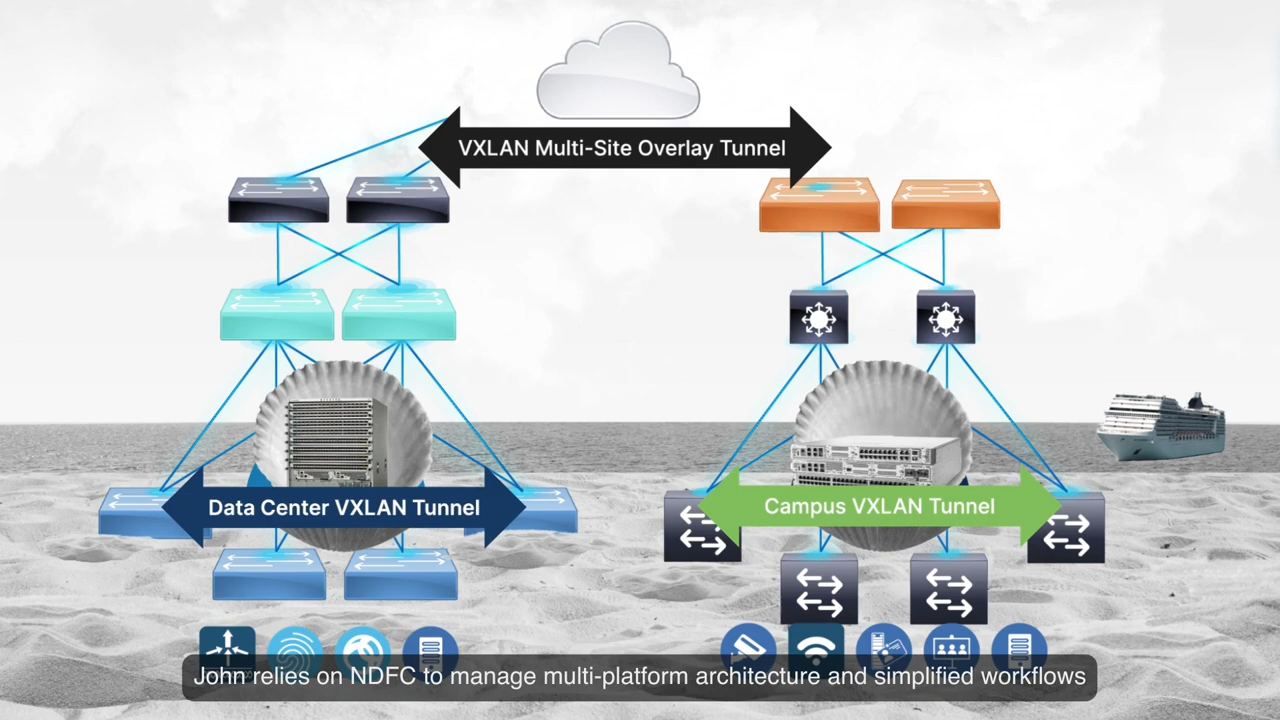 VXLAN Multi-Site Overlay Tunnel
Data Center VXLAN Tunnel
Campus VXLAN Tunnel
John relies on NDFC to manage multi-platform architecture and simplified workflows